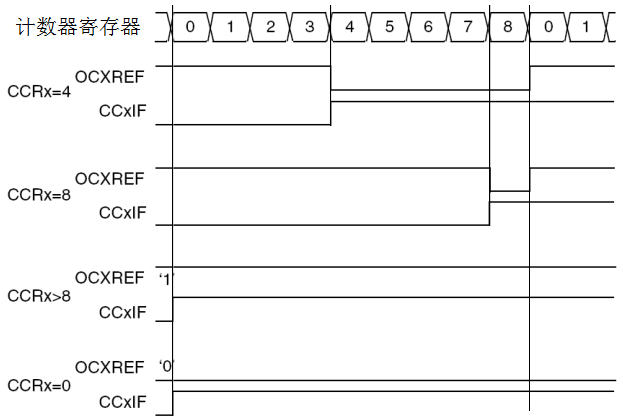 计数器寄存器 0 1 2 3 4 5 6 7 8 0 1
OCXREF
CCRx=4
CCxIF
OCXREF
CCRx=8
CCxIF
OCXREF '1'
CCRx>8
CCxIF
OCXREF '0'
CCRx=0
CCxIF